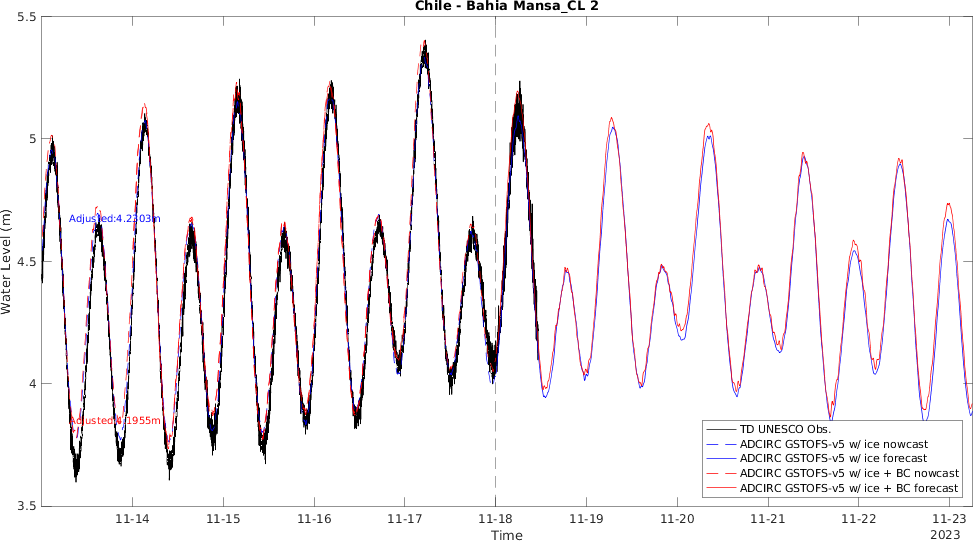 Chile - Bahia Mansa_CL 2
5.5
5
4.5
4
3.5
Water Level (m)
Adjusted:4.2303m
Adjusted:4.1955m
TD UNESCO Obs.
ADCIRC GSTOFS-v5 w/ ice nowcast
ADCIRC GSTOFS-v5 w/ ice forecast
ADCIRC GSTOFS-v5 w/ ice + BC nowcast
ADCIRC GSTOFS-v5 w/ ice + BC forecast
11-14 11-15 11-16 11-17 11-18 11-19 11-20 11-21 11-22 11-23
Time 2023